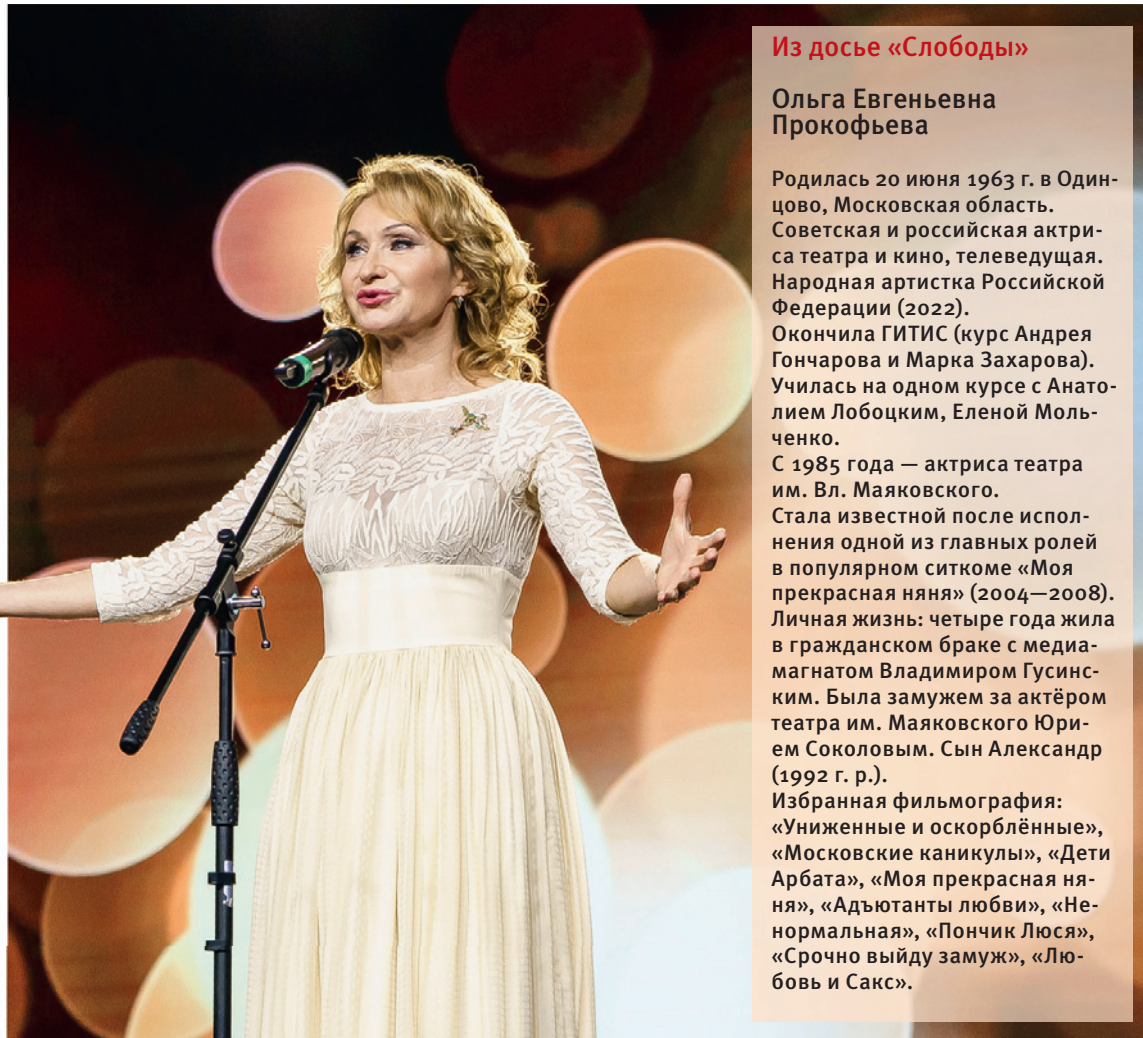 Из досье «Слободы»
Ольга Евгеньевна
Прокофьева
Родилась 20 июня 1963 г. в Один-
цово, Московская область.
Советская и российская актри-
са театра и кино, телеведущая.
Народная артистка Российской
Федерации (2022).
Окончила ГИТИС (курс Андрея
Гончарова и Марка Захарова).
Училась на одном курсе с Анато-
лием Лобоцким, Еленой Моль-
ченко.
С 1985 года — актриса театра
им. Вл. Маяковского.
Стала известной после испол-
нения одной из главных ролей
в популярном ситкоме «Моя
прекрасная няня» (2004—2008).
Личная жизнь: четыре года жила
в гражданском браке с медиа-
магнатом Владимиром Гусинс-
ким. Была замужем за актёром
театра им. Маяковского Юри-
ем Соколовым. Сын Александр
(1992 г. р.).
Избранная фильмография:
«Униженные и оскорблённые»,
«Московские каникулы», «Дети
Арбата», «Моя прекрасная ня-
ня», «Адъютанты любви», «Не-
нормальная», «Пончик Люся»,
«Срочно выйду замуж», «Лю-
бовь и Сакс».